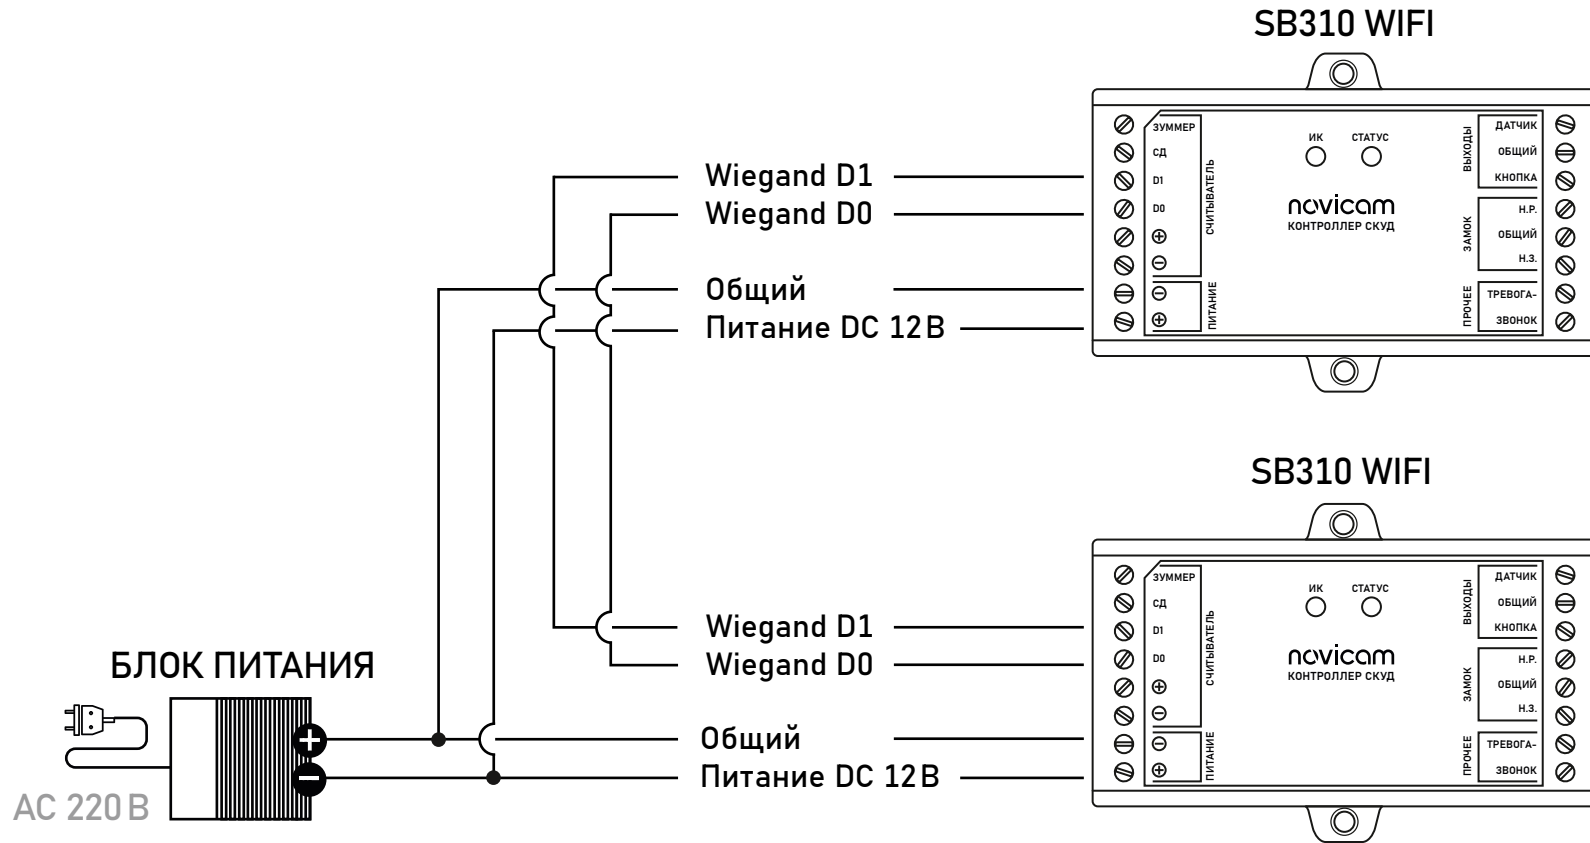 SB310 WIFI
ЗУММЕР
СД
D1
D0
СЧИТЫВАТЕЛЬ
ПИТАНИЕ
ИК
СТАТУС
novicam
КОНТРОЛЛЕР СКУД
ВЫХОДЫ
ДАТЧИК
ОБЩИЙ
КНОПКА
ЗАМОК
Н.Р.
ОБЩИЙ
Н.З.
ПРОЧЕЕ
ТРЕВОГА-
ЗВОНОК
Wiegand D1
Wiegand D0
Общий
Питание DC 12 В
SB310 WIFI
ЗУММЕР
СД
D1
D0
СЧИТЫВАТЕЛЬ
ПИТАНИЕ
ИК
СТАТУС
novicam
КОНТРОЛЛЕР СКУД
ВЫХОДЫ
ДАТЧИК
ОБЩИЙ
КНОПКА
ЗАМОК
Н.Р.
ОБЩИЙ
Н.З.
ПРОЧЕЕ
ТРЕВОГА-
ЗВОНОК
Wiegand D1
Wiegand D0
Общий
Питание DC 12 В
БЛОК ПИТАНИЯ
AC 220 В